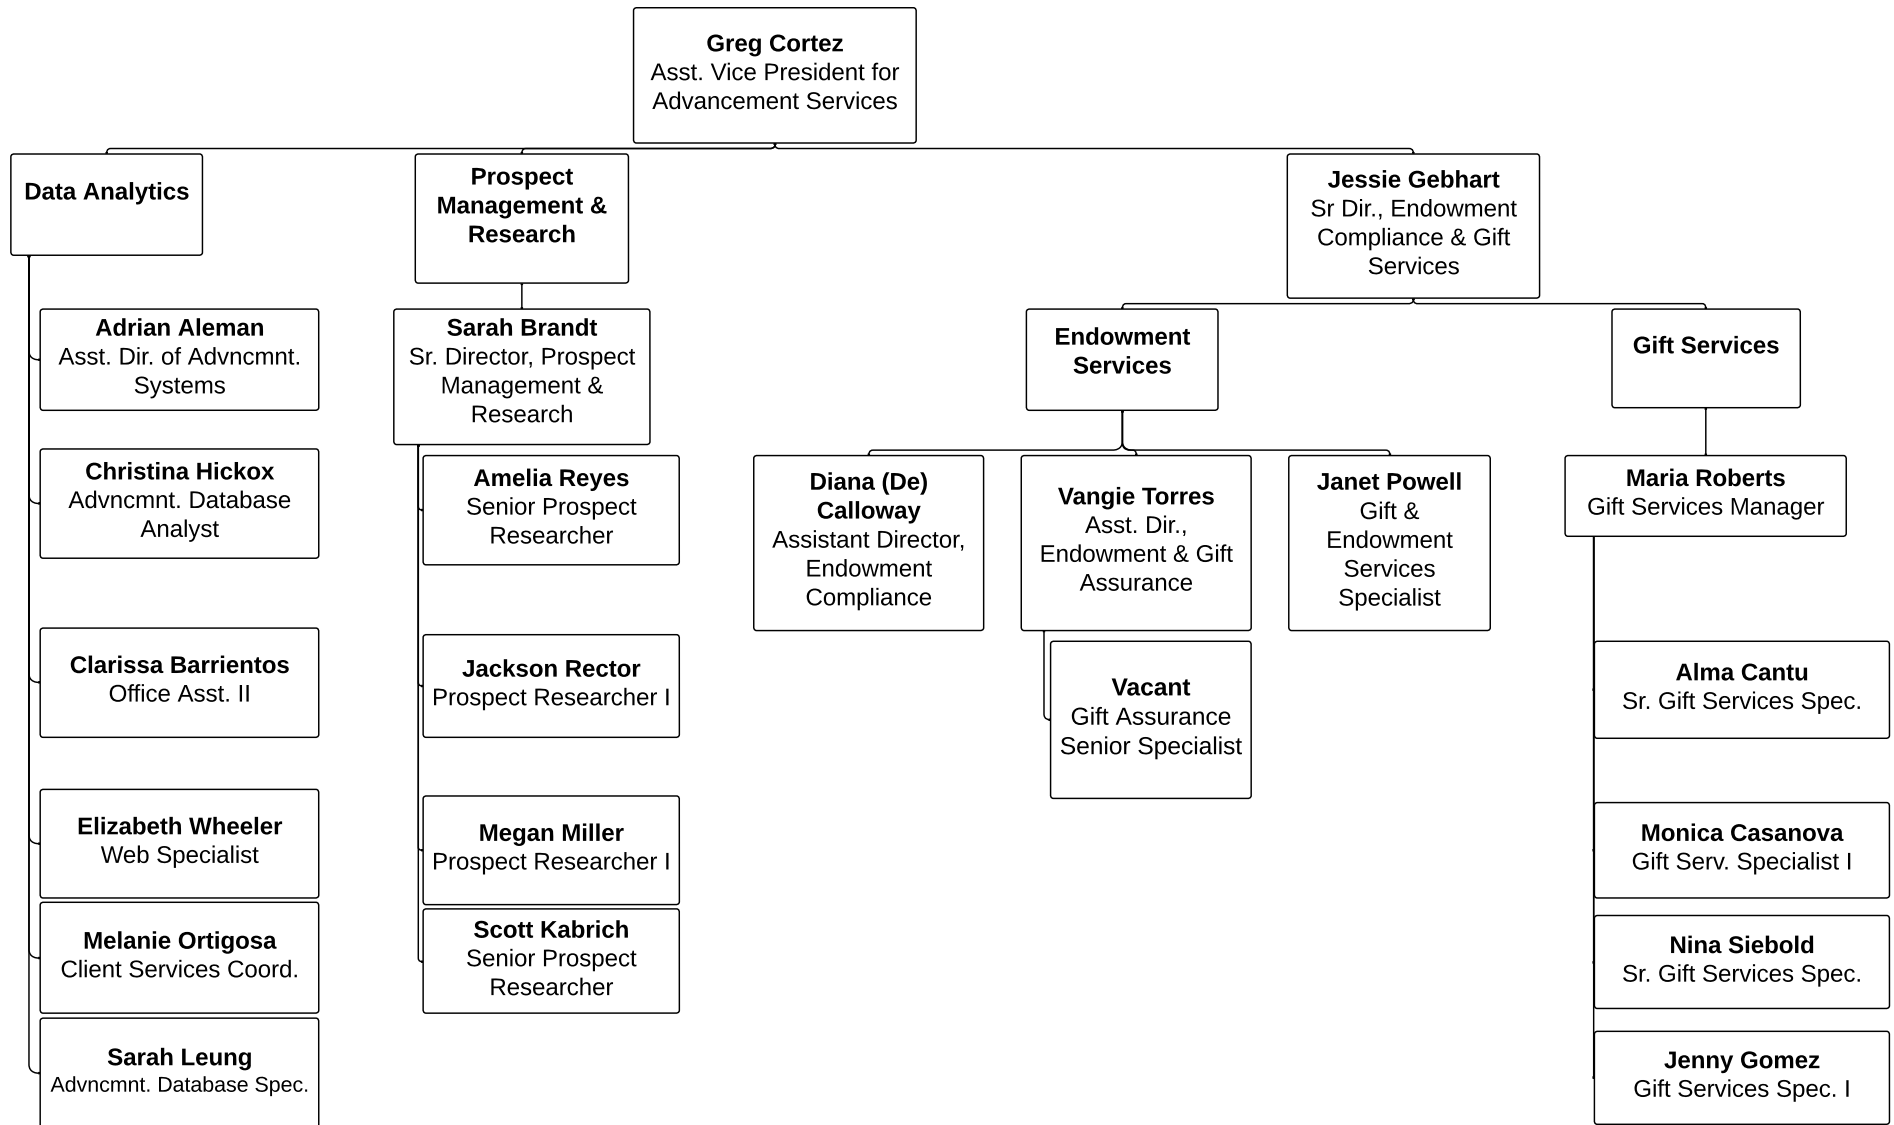 Greg Cortez
Asst. Vice President for
Advancement Services
Data Analytics
Adrian Aleman
Asst. Dir. of Advncmnt.
Systems
Christina Hickox
Advncmnt. Database
Analyst
Clarissa Barrientos
Office Asst. II
Elizabeth Wheeler
Web Specialist
Melanie Ortigosa
Client Services Coord.
Sarah Leung
Advncmnt. Database Spec.
Prospect
Management &
Research
Sarah Brandt
Sr. Director, Prospect
Management &
Research
Amelia Reyes
Senior Prospect
Researcher
Jackson Rector
Prospect Researcher I
Megan Miller
Prospect Researcher I
Scott Kabrich
Senior Prospect
Researcher
Jessie Gebhart
Sr Dir., Endowment
Compliance & Gift
Services
Endowment
Services
Diana (De)
Calloway
Assistant Director,
Endowment
Compliance
Vangie Torres
Asst. Dir.,
Endowment & Gift
Assurance
Vacant
Gift Assurance
Senior Specialist
Janet Powell
Gift &
Endowment
Services
Specialist
Gift Services
Maria Roberts
Gift Services Manager
Alma Cantu
Sr. Gift Services Spec.
Monica Casanova
Gift Serv. Specialist I
Nina Siebold
Sr. Gift Services Spec.
Jenny Gomez
Gift Services Spec. I